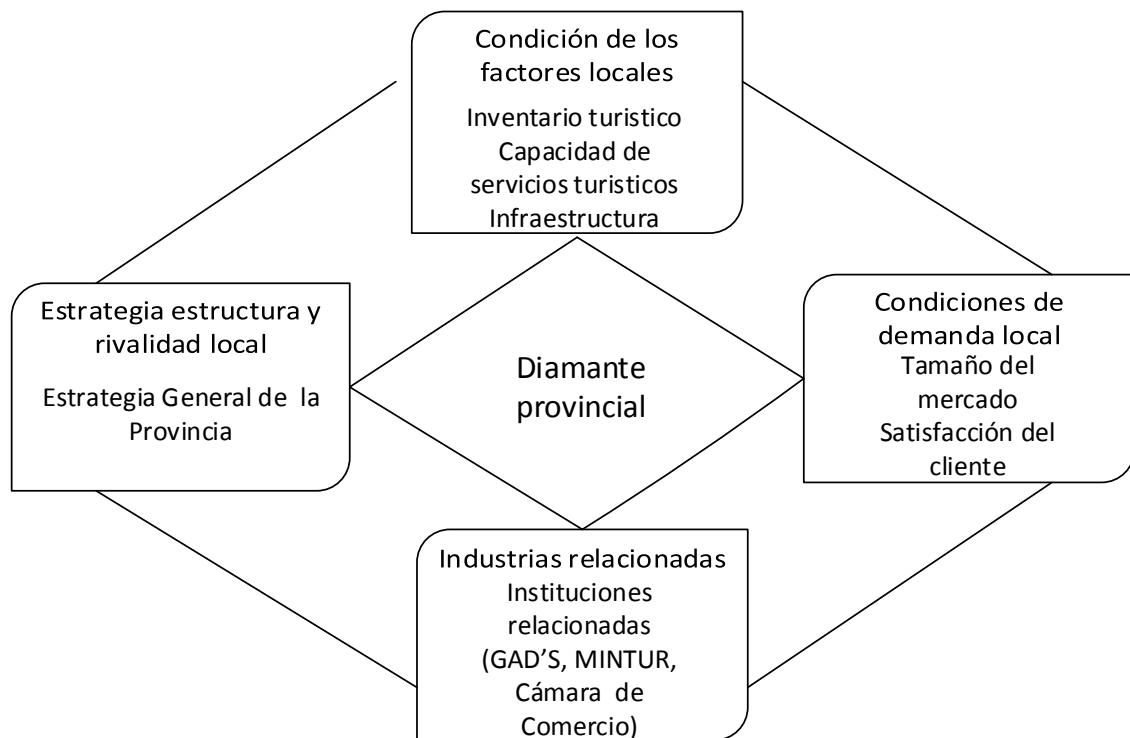 Condición de los
factores locales
Inventario turistico
Capacidad de
servicios turisticos
Infraestructura
Estrategia estructura y
rivalidad local
Estrategia General de la
Provincia
Diamante
provincial
Condiciones de
demanda local
Tamaño del
mercado
Satisfacción del
cliente
Industrias relacionadas
Instituciones
relacionadas
(GAD’S, MINTUR,
Cámara de
Comercio)